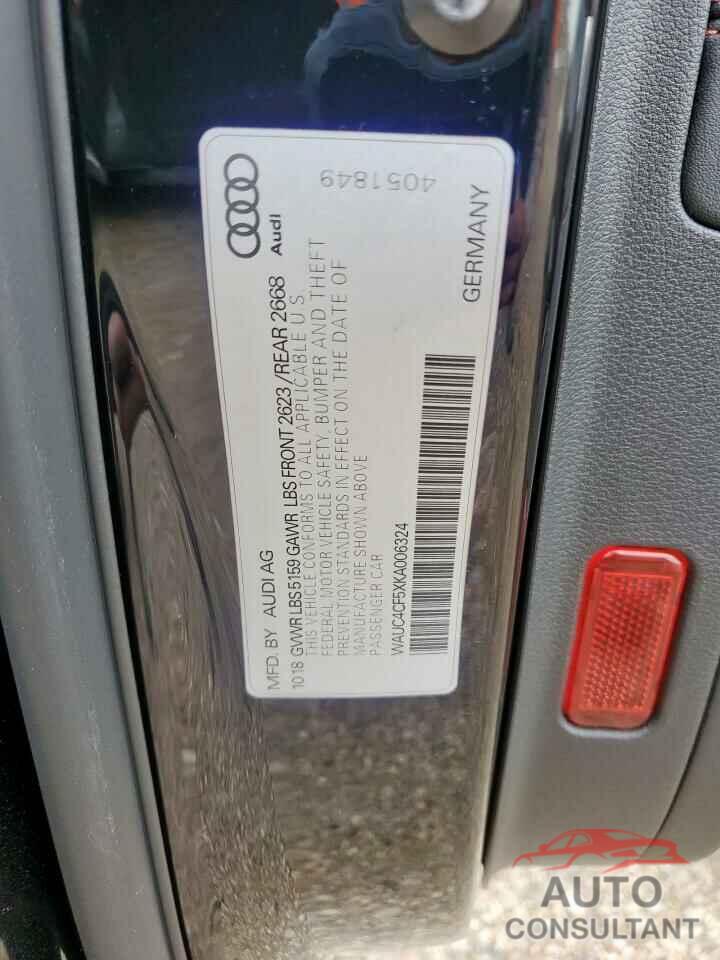 MFD. BY AUDI AG
Audi
1018 GVWR LBS 5159 GAWR LBS FRONT 2623 / REAR 2668
THIS VEHICLE CONFORMS TO ALL APPLICABLE U S.
FEDERAL MOTOR VEHICLE SAFETY, BUMPER AND THEFT
PREVENTION STANDARDS IN EFFECT ON THE DATE OF
MANUFACTURE SHOWN ABOVE
PASSENGER CAR
WAUC4CF5XKA006324
GERMANY
4051849
AUTO
CONSULTANT